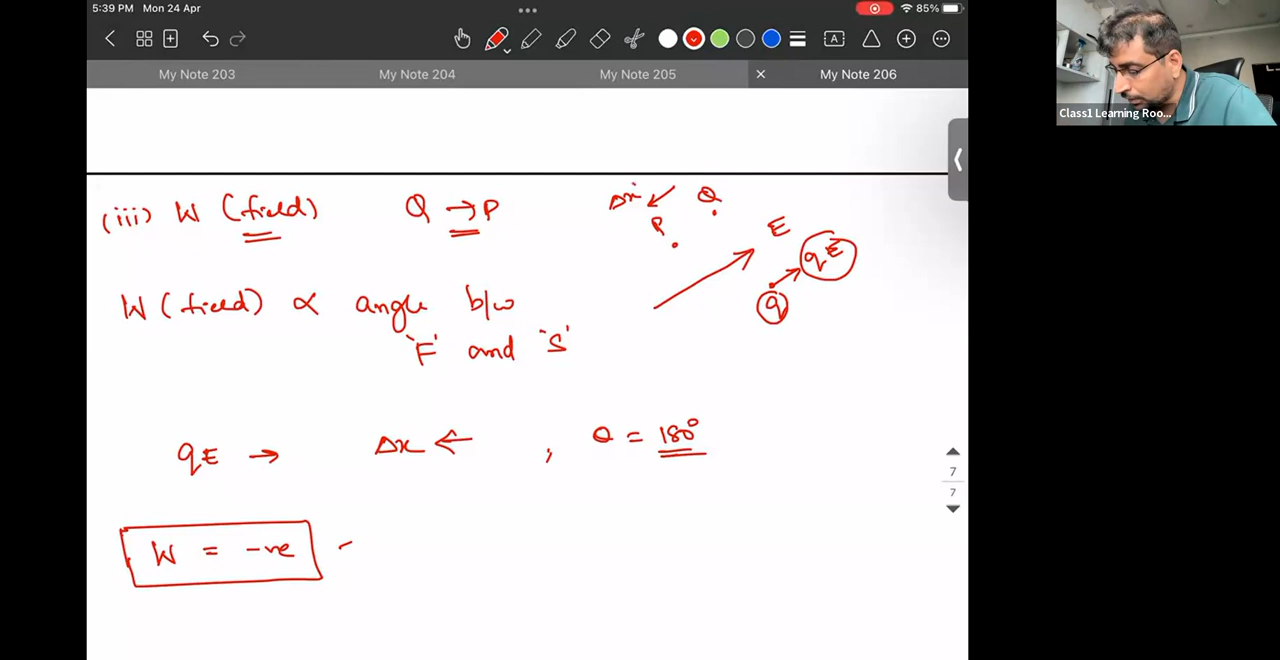 5:39 PM Mon 24 Apr
85%
My Note 203
My Note 204
My Note 205
My Note 206
Class1 Learning Roo...
(iii) W (field) Q → P
Δx ↙ Q
P
E
qE
q
W (field) ∝ angle b/w
'F' and 'S'
qE → Δx ← , θ = 180°
W = -ve
7
7